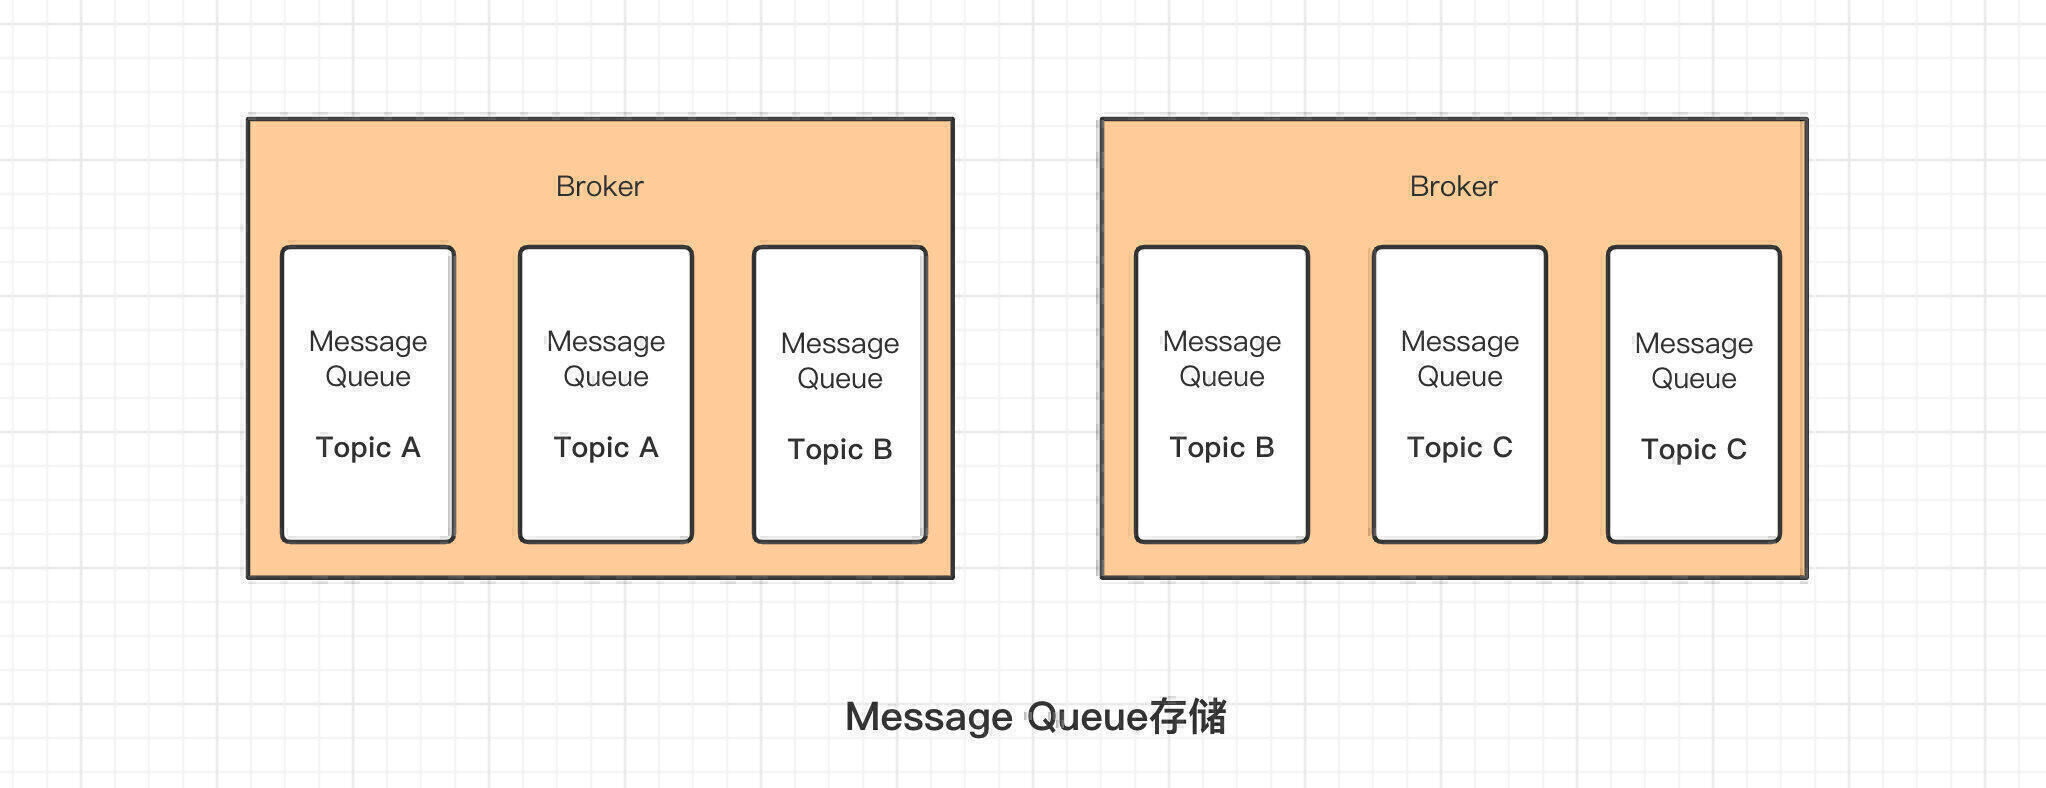 Broker
Message
Queue
Topic A
Message
Queue
Topic A
Message
Queue
Topic B
Broker
Message
Queue
Topic B
Message
Queue
Topic C
Message
Queue
Topic C
Message Queue存储